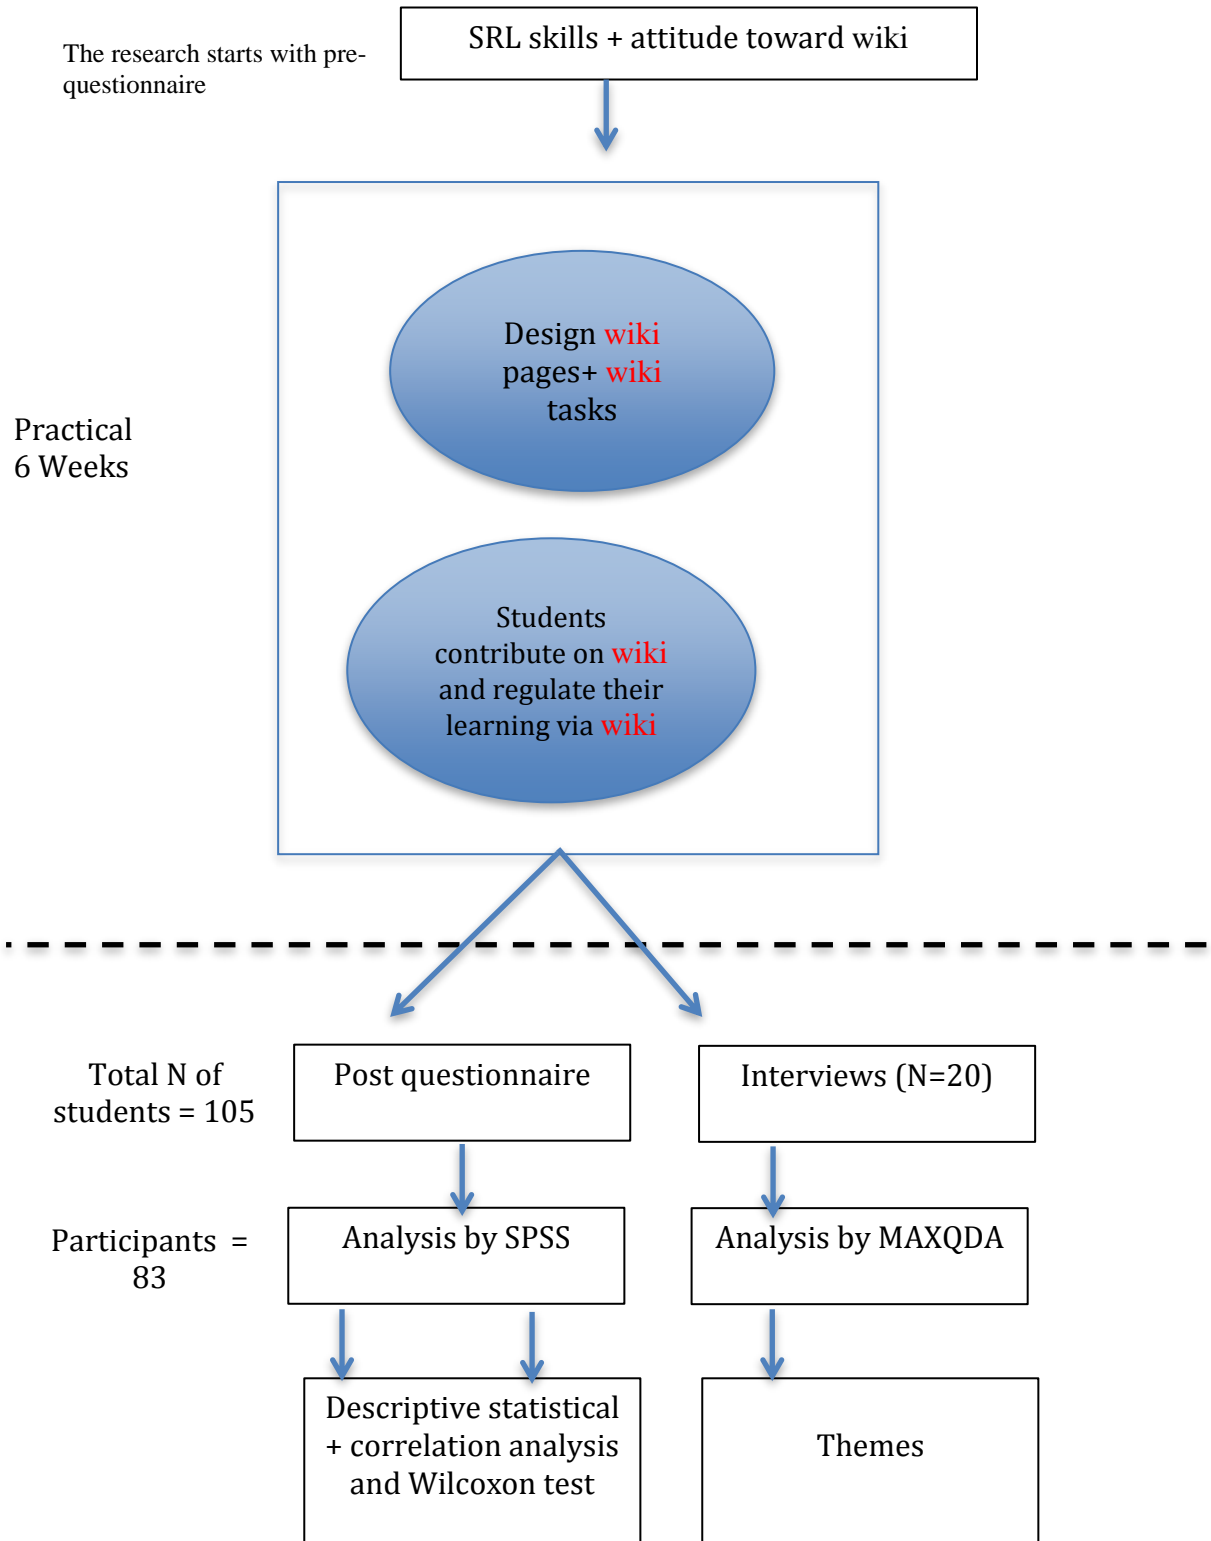 SRL skills + attitude toward wiki
The research starts with pre-
questionnaire
Design wiki
pages+ wiki
tasks
Practical
6 Weeks
Students
contribute on wiki
and regulate their
learning via wiki
Total N of
students = 105
Post questionnaire
Interviews (N=20)
Participants =
83
Analysis by SPSS
Analysis by MAXQDA
Descriptive statistical
+ correlation analysis
and Wilcoxon test
Themes